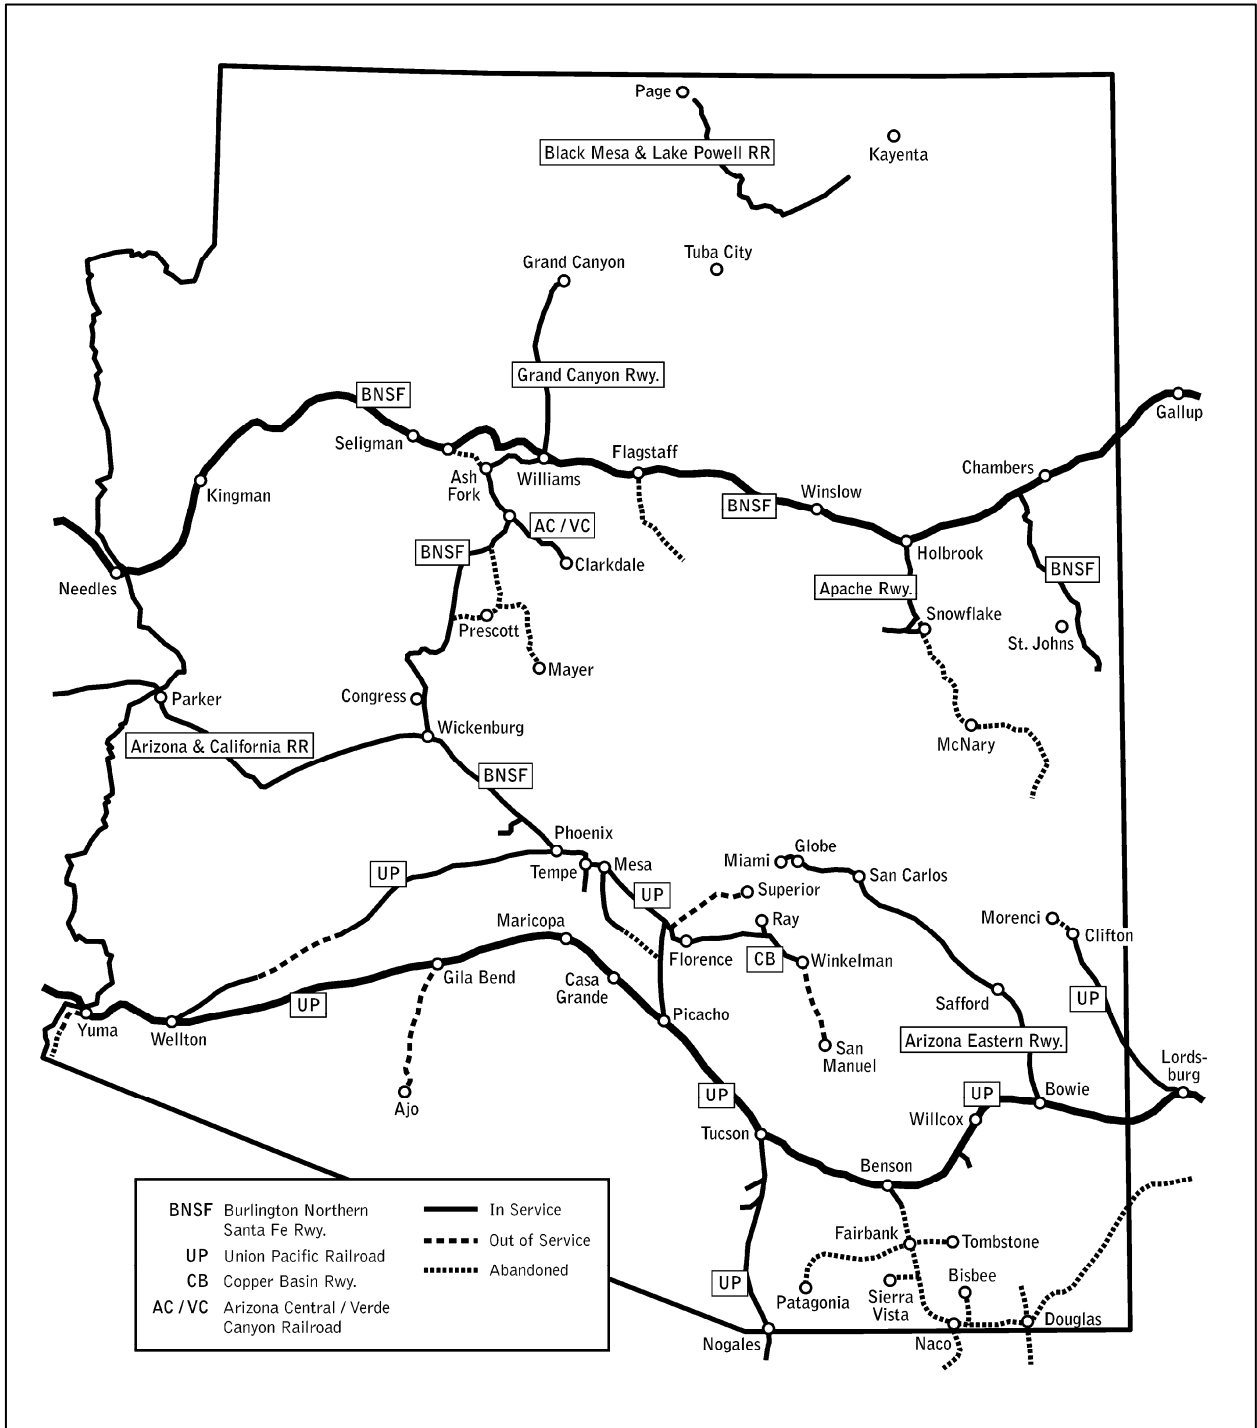 Page
Black Mesa & Lake Powell RR
Kayenta
Tuba City
Grand Canyon
Grand Canyon Rwy.
BNSF
Gallup
Seligman
Flagstaff
Chambers
Kingman
Ash
Fork
Williams
BNSF
Winslow
AC / VC
Holbrook
BNSF
Clarkdale
BNSF
Needles
Apache Rwy.
Snowflake
Prescott
St. Johns
Mayer
Parker
Congress
Wickenburg
McNary
Arizona & California RR
BNSF
Phoenix
Tempe
Mesa
Miami
Globe
UP
San Carlos
UP
Superior
Maricopa
Ray
Morenci
Clifton
Florence
CB
Winkelman
Gila Bend
Casa
Grande
Safford
UP
UP
Yuma
Wellton
Picacho
Arizona Eastern Rwy.
San
Manuel
Lords-
burg
Ajo
UP
UP
Bowie
Willcox
Tucson
Benson
Fairbank
Tombstone
UP
Patagonia
Sierra
Vista
Bisbee
Douglas
Nogales
Naco
BNSF Burlington Northern
Santa Fe Rwy.
UP Union Pacific Railroad
CB Copper Basin Rwy.
AC / VC Arizona Central / Verde
Canyon Railroad
In Service
Out of Service
Abandoned